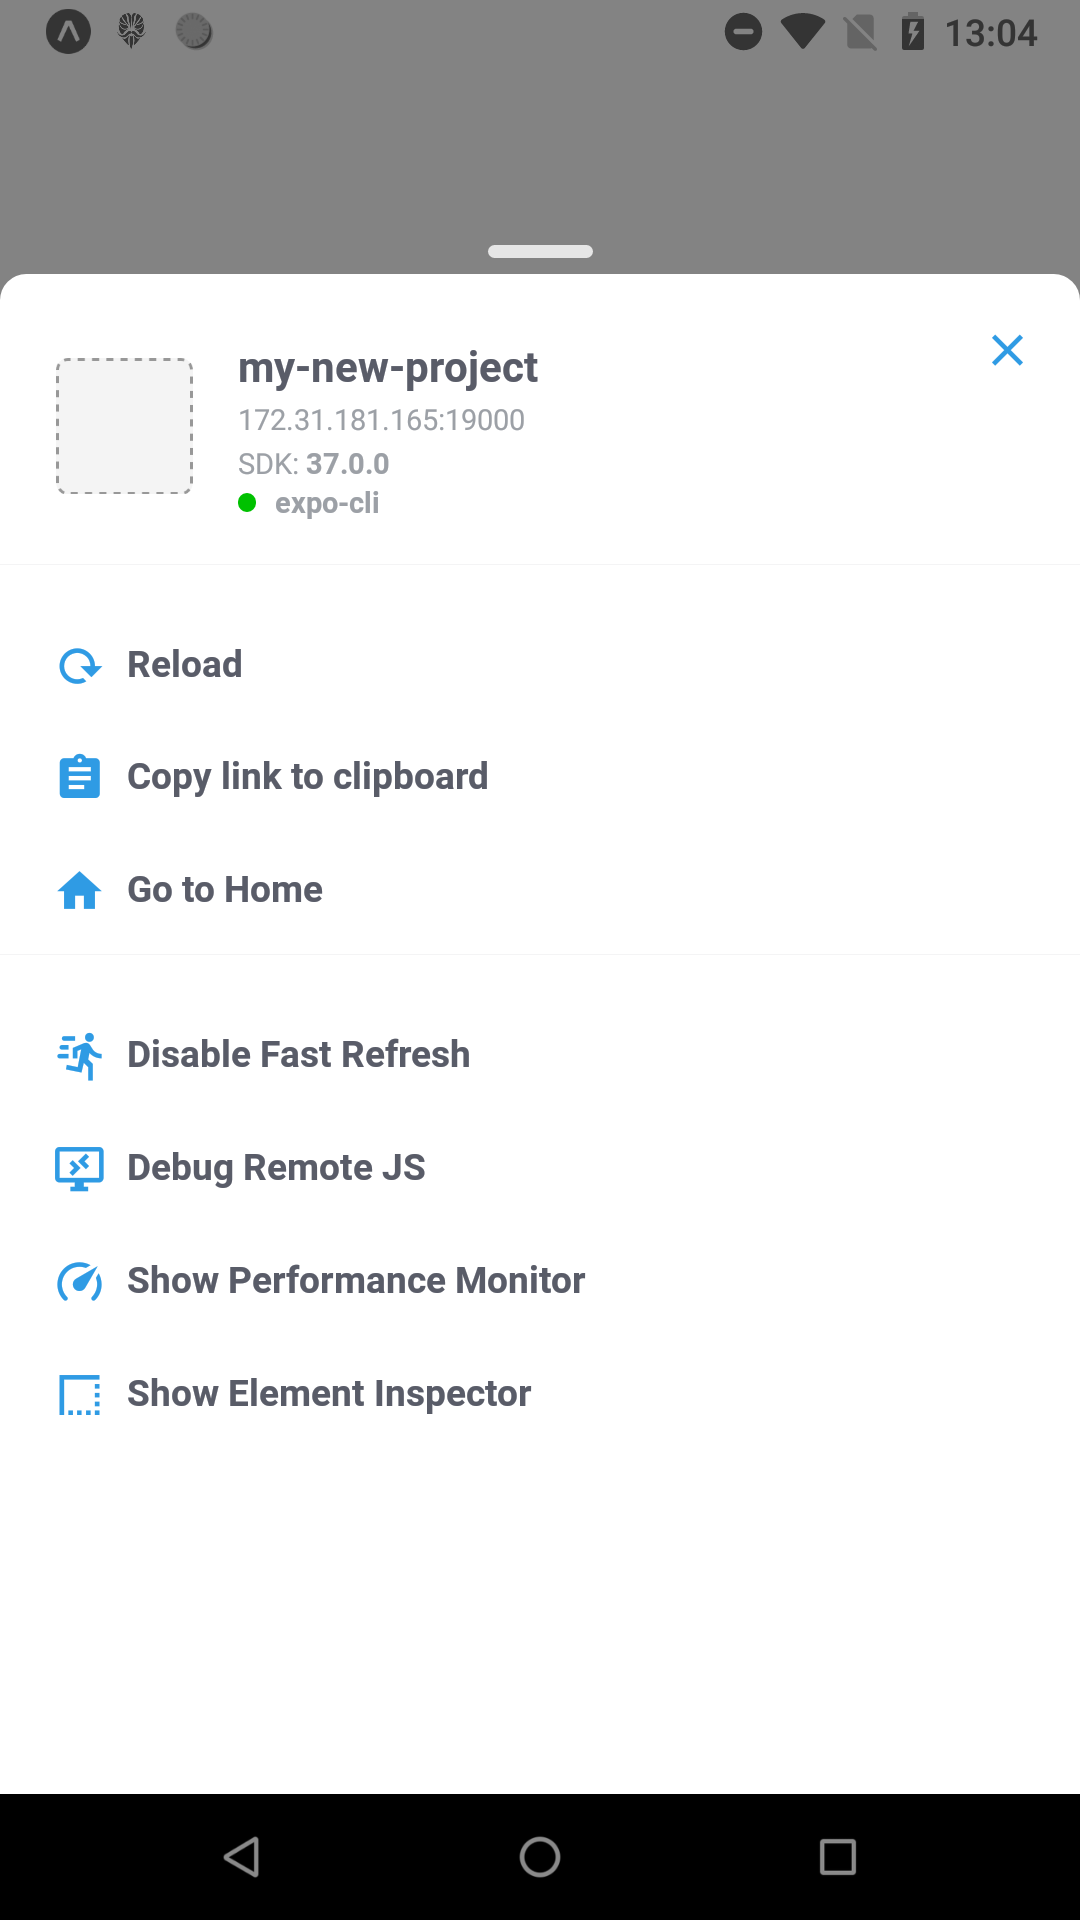 13:04
my-new-project
172.31.181.165:19000
SDK: 37.0.0
expo-cli
Reload
Copy link to clipboard
Go to Home
Disable Fast Refresh
Debug Remote JS
Show Performance Monitor
Show Element Inspector